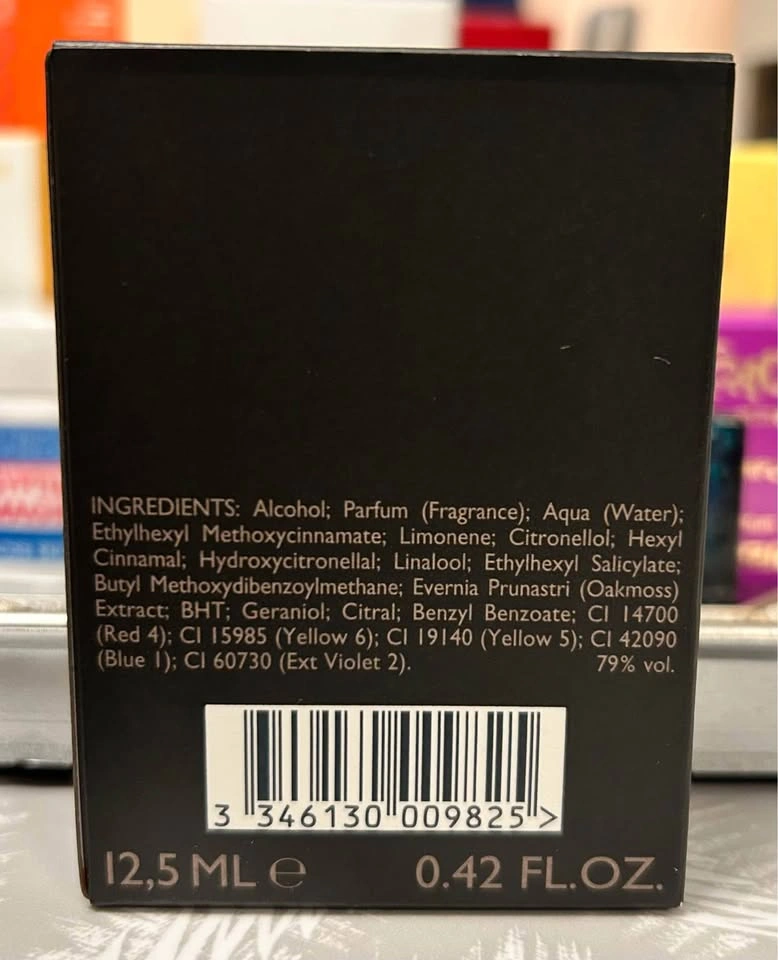 INGREDIENTS: Alcohol; Parfum (Fragrance); Aqua (Water);
Ethylhexyl Methoxycinnamate; Limonene; Citronellol; Hexyl
Cinnamal; Hydroxycitronellal; Linalool; Ethylhexyl Salicylate;
Butyl Methoxydibenzoylmethane; Evernia Prunastri (Oakmoss)
Extract; BHT; Geraniol; Citral; Benzyl Benzoate; CI 14700
(Red 4); CI 15985 (Yellow 6); CI 19140 (Yellow 5); CI 42090
(Blue 1); CI 60730 (Ext Violet 2). 79% vol.
3 346130 009825 >
12,5 ML ℮ 0.42 FL.OZ.